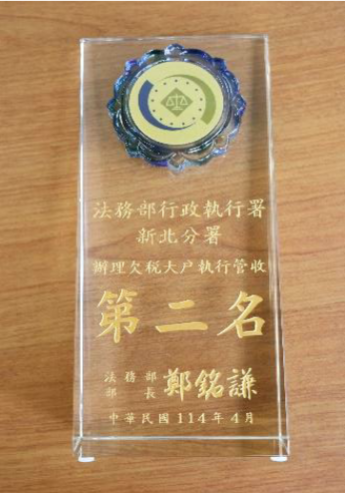 法務部行政執行署
新北分署
辦理欠稅大戶執行管收
第二名
法務部
部長 鄭銘謙
中華民國114年4月